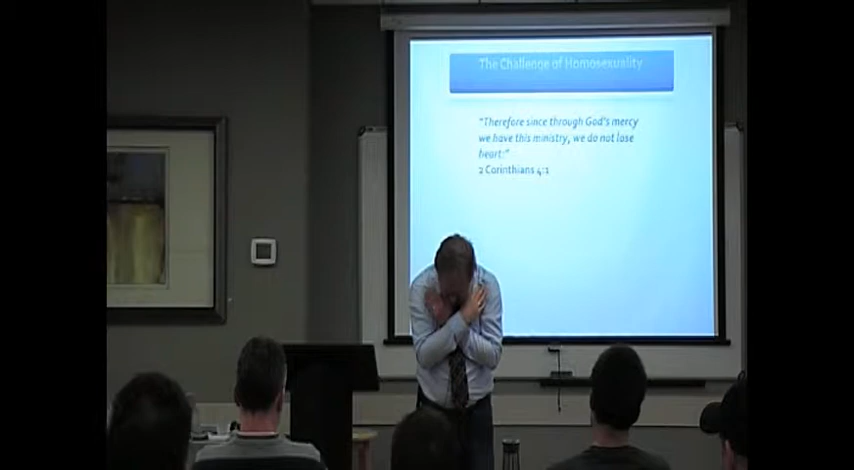 The Challenge of Homosexuality
"Therefore since through God's mercy
we have this ministry, we do not lose
heart:"
2 Corinthians 4:1